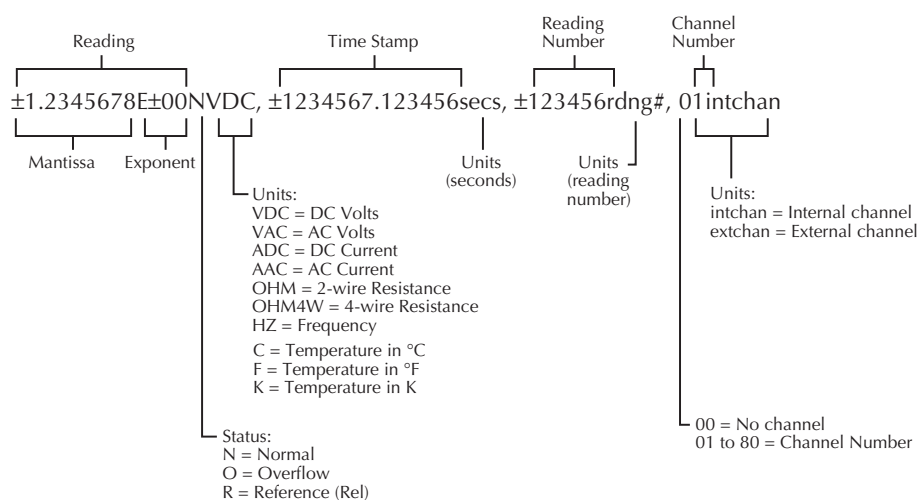 Reading
Time Stamp
Reading
Number
Channel
Number
±1.2345678E±00NVDC, ±1234567.123456secs, ±123456rdng#, 01intchan
Mantissa
Exponent
Units
(seconds)
Units
(reading
number)
Units:
intchan = Internal channel
extchan = External channel
Units:
VDC = DC Volts
VAC = AC Volts
ADC = DC Current
AAC = AC Current
OHM = 2-wire Resistance
OHM4W = 4-wire Resistance
HZ = Frequency
C = Temperature in °C
F = Temperature in °F
K = Temperature in K
00 = No channel
01 to 80 = Channel Number
Status:
N = Normal
O = Overflow
R = Reference (Rel)